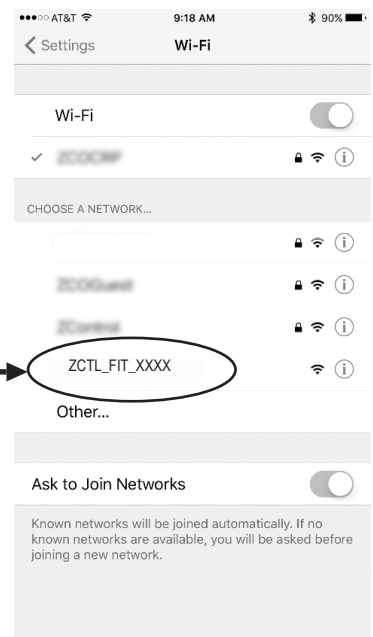 AT&T 9:18 AM 90%
Settings Wi-Fi
Wi-Fi
CHOOSE A NETWORK...
ZCTL_FIT_XXXX
Other...
Ask to Join Networks
Known networks will be joined automatically. If no
known networks are available, you will be asked before
joining a new network.